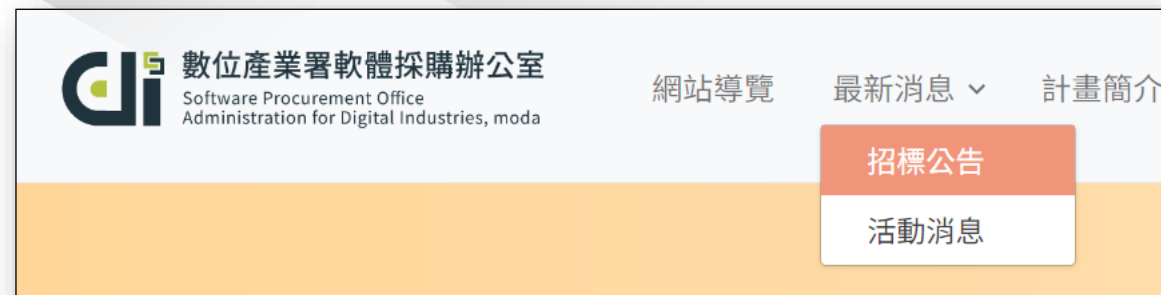 數位產業署軟體採購辦公室
Software Procurement Office
Administration for Digital Industries, moda
網站導覽
最新消息
計畫簡介
招標公告
活動消息